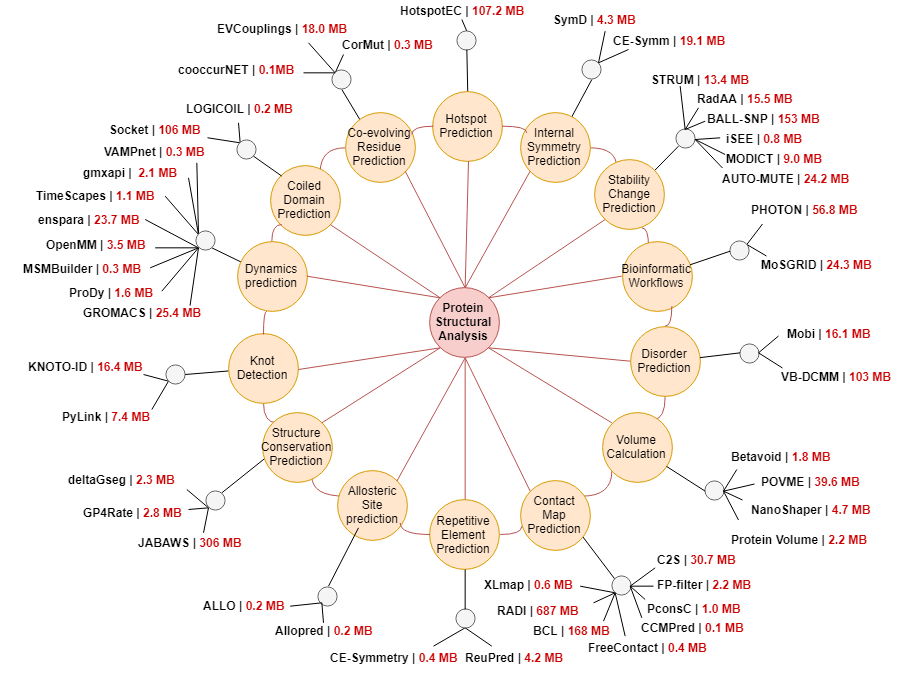 HotspotEC | 107.2 MB
SymD | 4.3 MB
EVCouplings | 18.0 MB
CE-Symm | 19.1 MB
CorMut | 0.3 MB
cooccurNET | 0.1MB
STRUM | 13.4 MB
RadAA | 15.5 MB
LOGICOIL | 0.2 MB
BALL-SNP | 153 MB
Socket | 106 MB
iSEE | 0.8 MB
VAMPnet | 0.3 MB
MODICT | 9.0 MB
gmxapi | 2.1 MB
AUTO-MUTE | 24.2 MB
TimeScapes | 1.1 MB
enspara | 23.7 MB
PHOTON | 56.8 MB
OpenMM | 3.5 MB
MoSGRID | 24.3 MB
MSMBuilder | 0.3 MB
ProDy | 1.6 MB
GROMACS | 25.4 MB
Hotspot
Prediction
Co-evolving
Residue
Prediction
Internal
Symmetry
Prediction
Coiled
Domain
Prediction
Stability
Change
Prediction
Dynamics
prediction
Bioinformatic
Workflows
Protein
Structural
Analysis
Knot
Detection
Disorder
Prediction
Structure
Conservation
Prediction
Volume
Calculation
Allosteric
Site
prediction
Repetitive
Element
Prediction
Contact
Map
Prediction
Mobi | 16.1 MB
VB-DCMM | 103 MB
KNOTO-ID | 16.4 MB
PyLink | 7.4 MB
Betavoid | 1.8 MB
POVME | 39.6 MB
NanoShaper | 4.7 MB
Protein Volume | 2.2 MB
deltaGseg | 2.3 MB
GP4Rate | 2.8 MB
JABAWS | 306 MB
C2S | 30.7 MB
FP-filter | 2.2 MB
PconsC | 1.0 MB
CCMPred | 0.1 MB
FreeContact | 0.4 MB
XLmap | 0.6 MB
RADI | 687 MB
BCL | 168 MB
ALLO | 0.2 MB
Allopred | 0.2 MB
CE-Symmetry | 0.4 MB
ReuPred | 4.2 MB